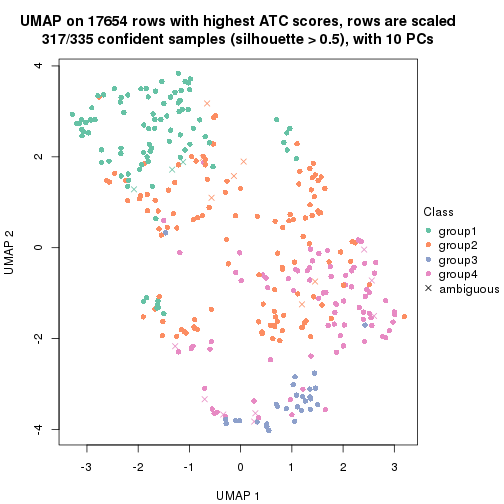 UMAP on 17654 rows with highest ATC scores, rows are scaled
317/335 confident samples (silhouette > 0.5), with 10 PCs
4
2
0
-2
-4
UMAP 2
-3
-2
-1
0
1
2
3
UMAP 1
Class
group1
group2
group3
group4
ambiguous